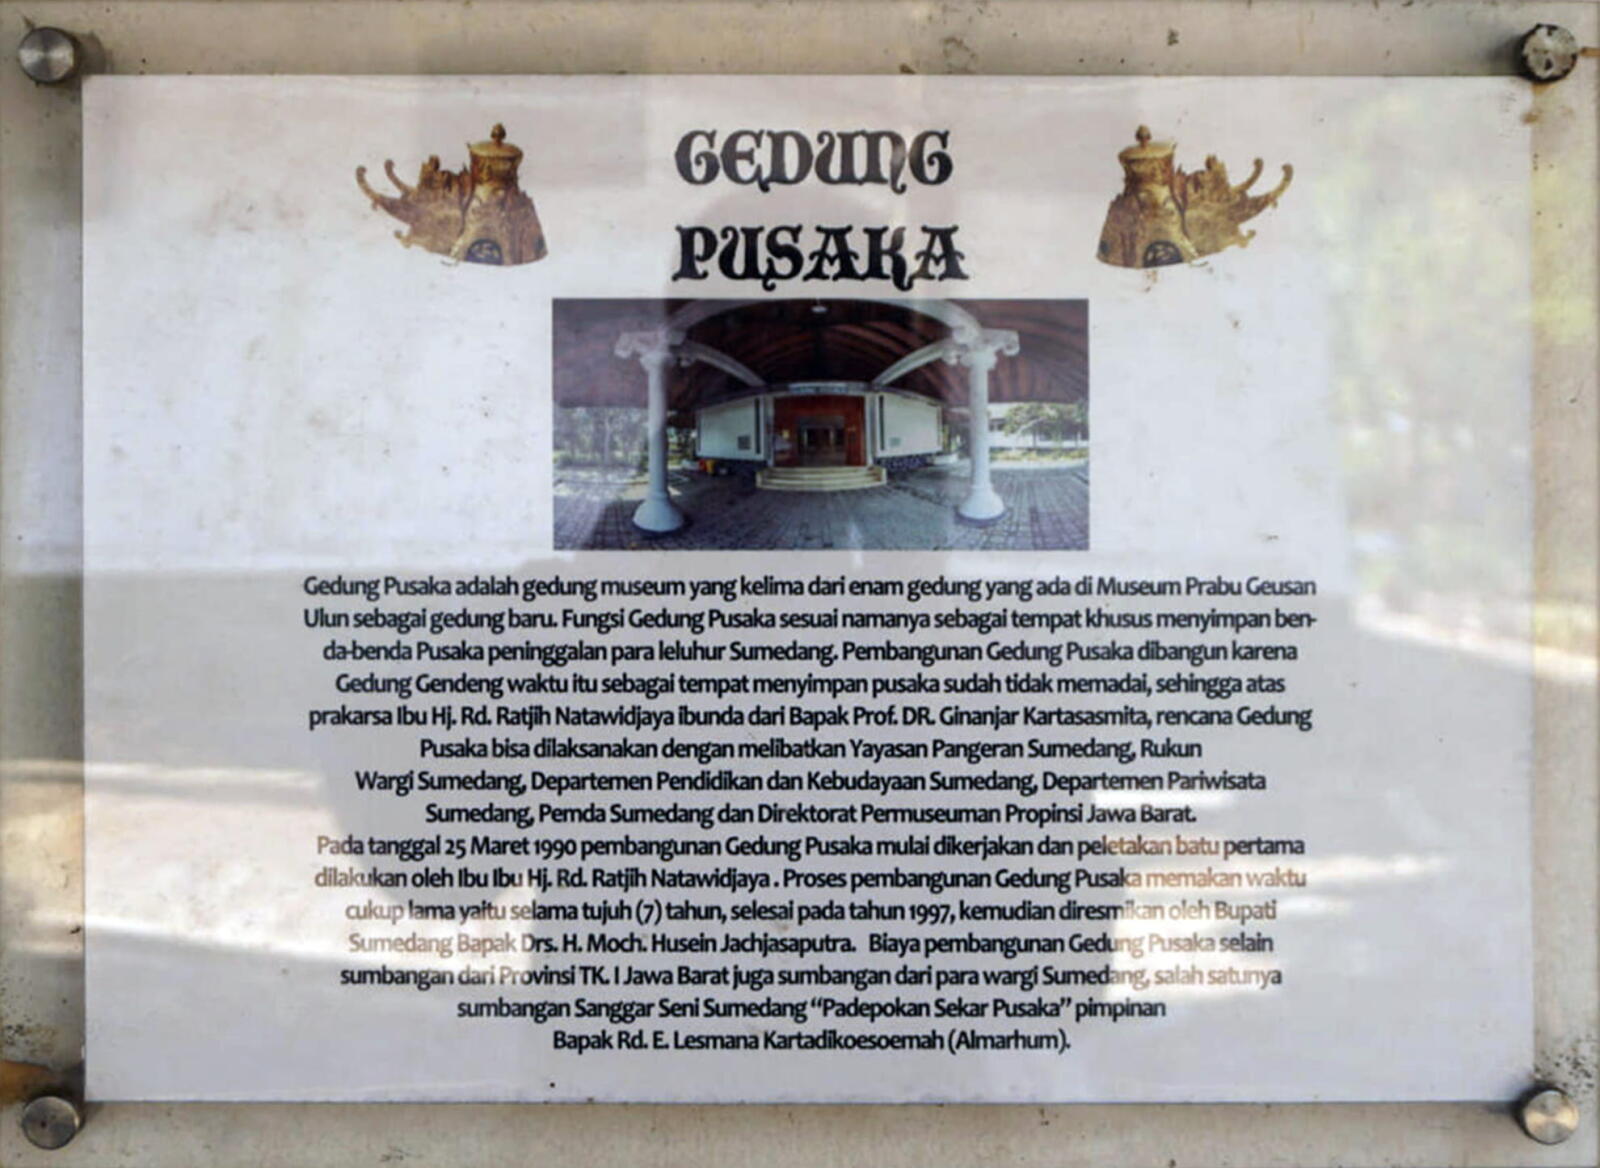 GEDUNG
PUSAKA
Gedung Pusaka adalah gedung museum yang kelima dari enam gedung yang ada di Museum Prabu Geusan
Ulun sebagai gedung baru. Fungsi Gedung Pusaka sesuai namanya sebagai tempat khusus menyimpan ben-
da-benda Pusaka peninggalan para leluhur Sumedang. Pembangunan Gedung Pusaka dibangun karena
Gedung Gendeng waktu itu sebagai tempat menyimpan pusaka sudah tidak memadai, sehingga atas
prakarsa Ibu Hj. Rd. Ratjih Natawidjaya ibunda dari Bapak Prof. DR. Ginanjar Kartasasmita, rencana Gedung
Pusaka bisa dilaksanakan dengan melibatkan Yayasan Pangeran Sumedang, Rukun
Wargi Sumedang, Departemen Pendidikan dan Kebudayaan Sumedang, Departemen Pariwisata
Sumedang, Pemda Sumedang dan Direktorat Permuseuman Propinsi Jawa Barat.
Pada tanggal 25 Maret 1990 pembangunan Gedung Pusaka mulai dikerjakan dan peletakan batu pertama
dilakukan oleh Ibu Ibu Hj. Rd. Ratjih Natawidjaya . Proses pembangunan Gedung Pusaka memakan waktu
cukup lama yaitu selama tujuh (7) tahun, selesai pada tahun 1997, kemudian diresmikan oleh Bupati
Sumedang Bapak Drs. H. Moch. Husein Jachjasaputra. Biaya pembangunan Gedung Pusaka selain
sumbangan dari Provinsi TK. I Jawa Barat juga sumbangan dari para wargi Sumedang, salah satunya
sumbangan Sanggar Seni Sumedang “Padepokan Sekar Pusaka” pimpinan
Bapak Rd. E. Lesmana Kartadikoesoemah (Almarhum).